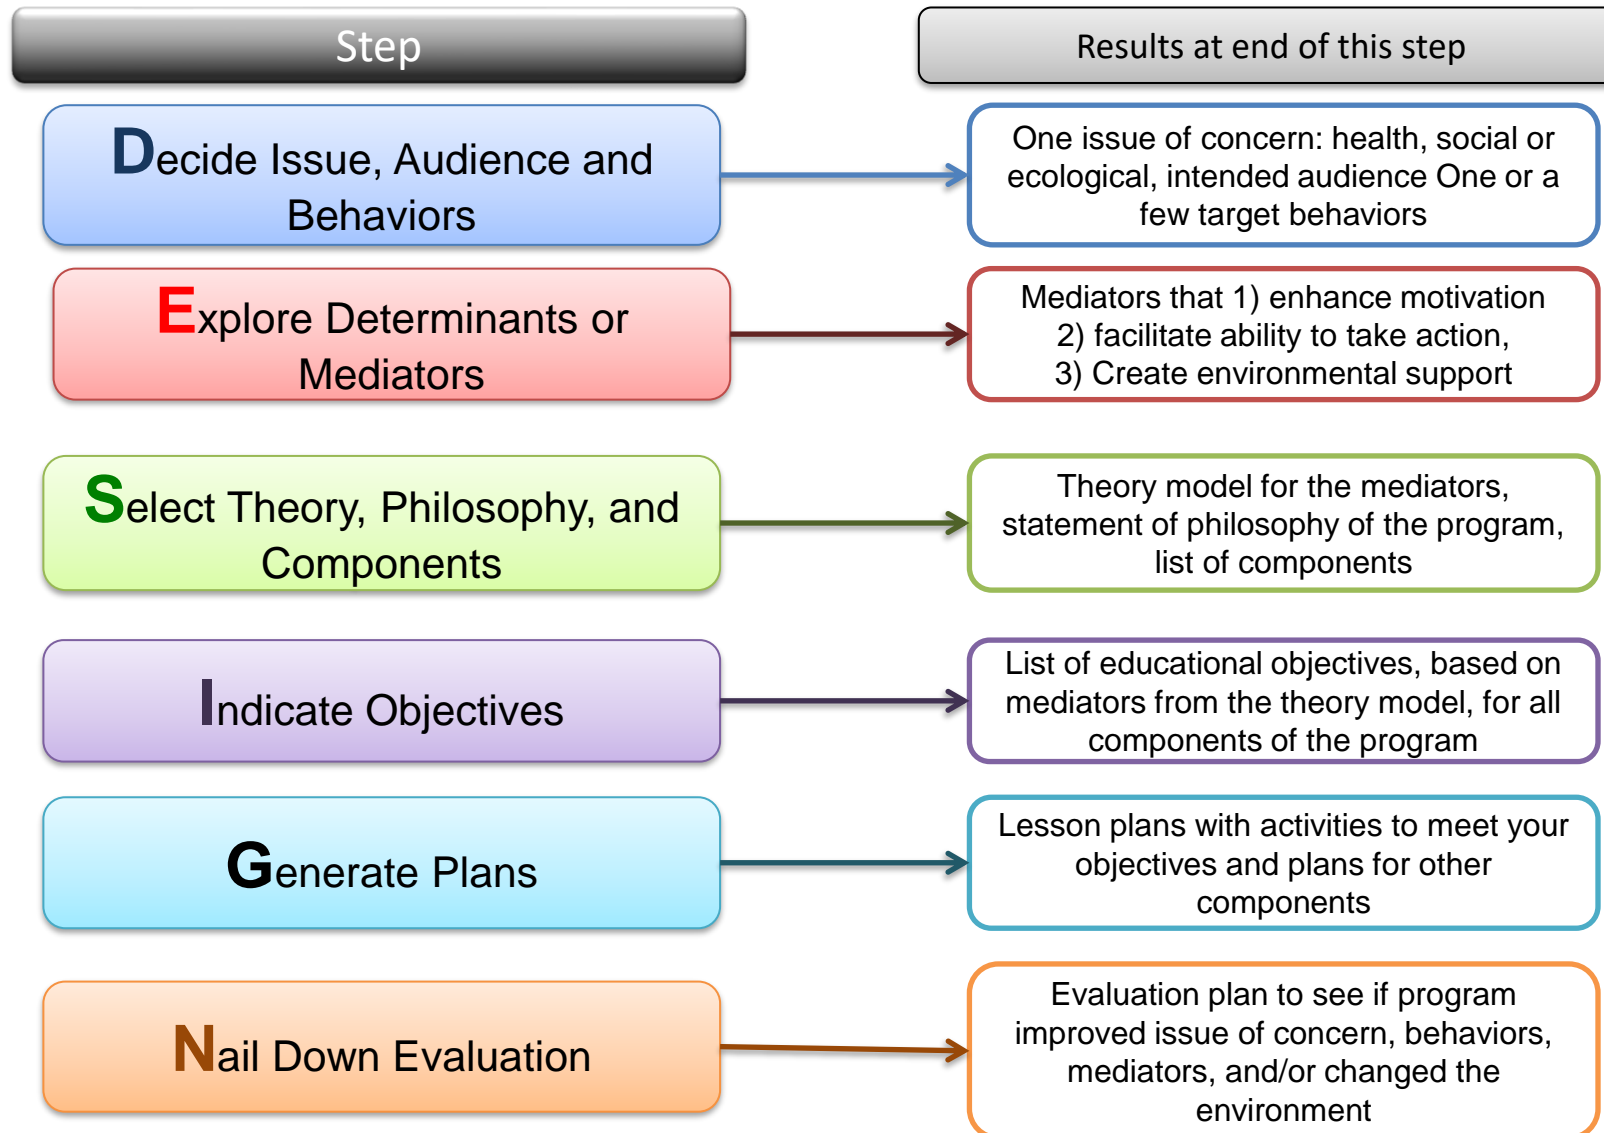 Step
Results at end of this step
Decide Issue, Audience and
Behaviors
One issue of concern: health, social or
ecological, intended audience One or a
few target behaviors
Explore Determinants or
Mediators
Mediators that 1) enhance motivation
2) facilitate ability to take action,
3) Create environmental support
Select Theory, Philosophy, and
Components
Theory model for the mediators,
statement of philosophy of the program,
list of components
Indicate Objectives
List of educational objectives, based on
mediators from the theory model, for all
components of the program
Generate Plans
Lesson plans with activities to meet your
objectives and plans for other
components
Nail Down Evaluation
Evaluation plan to see if program
improved issue of concern, behaviors,
mediators, and/or changed the
environment